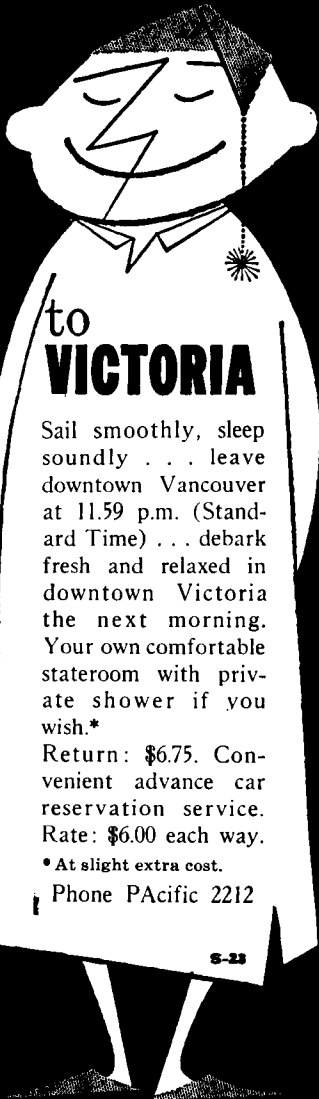 to
VICTORIA
Sail smoothly, sleep
soundly . . . leave
downtown Vancouver
at 11.59 p.m. (Stand-
ard Time) . . . debark
fresh and relaxed in
downtown Victoria
the next morning.
Your own comfortable
stateroom with priv-
ate shower if you
wish.*
Return: $6.75. Con-
venient advance car
reservation service.
Rate: $6.00 each way.
* At slight extra cost.
Phone PAcific 2212
S-23